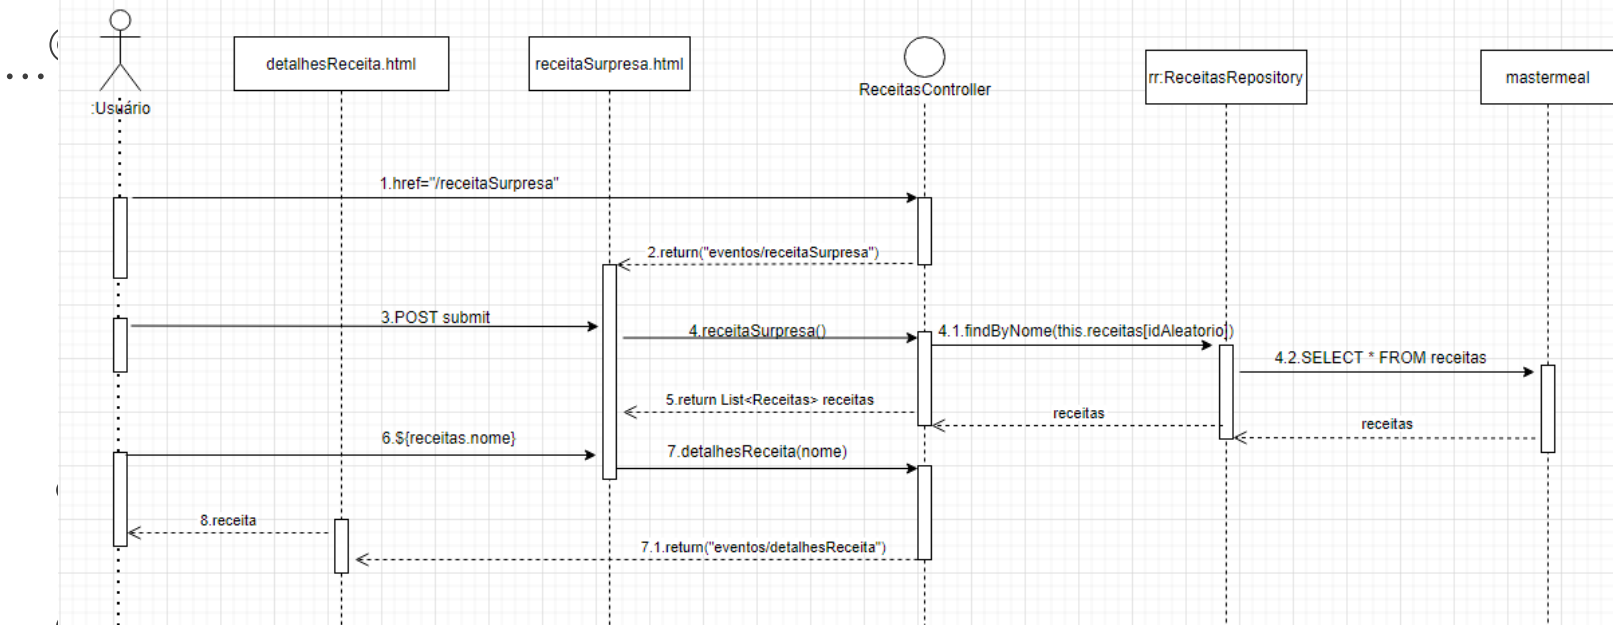 :Usuário
detalhesReceita.html
receitaSurpresa.html
ReceitasController
rr:ReceitasRepository
mastermeal
1.href="/receitaSurpresa"
2.return("eventos/receitaSurpresa")
3.POST submit
4.receitaSurpresa()
4.1.findByNome(this.receitas[idAleatorio])
4.2.SELECT * FROM receitas
5.return List<Receitas> receitas
receitas
receitas
6.${receitas.nome}
7.detalhesReceita(nome)
8.receita
7.1.return("eventos/detalhesReceita")